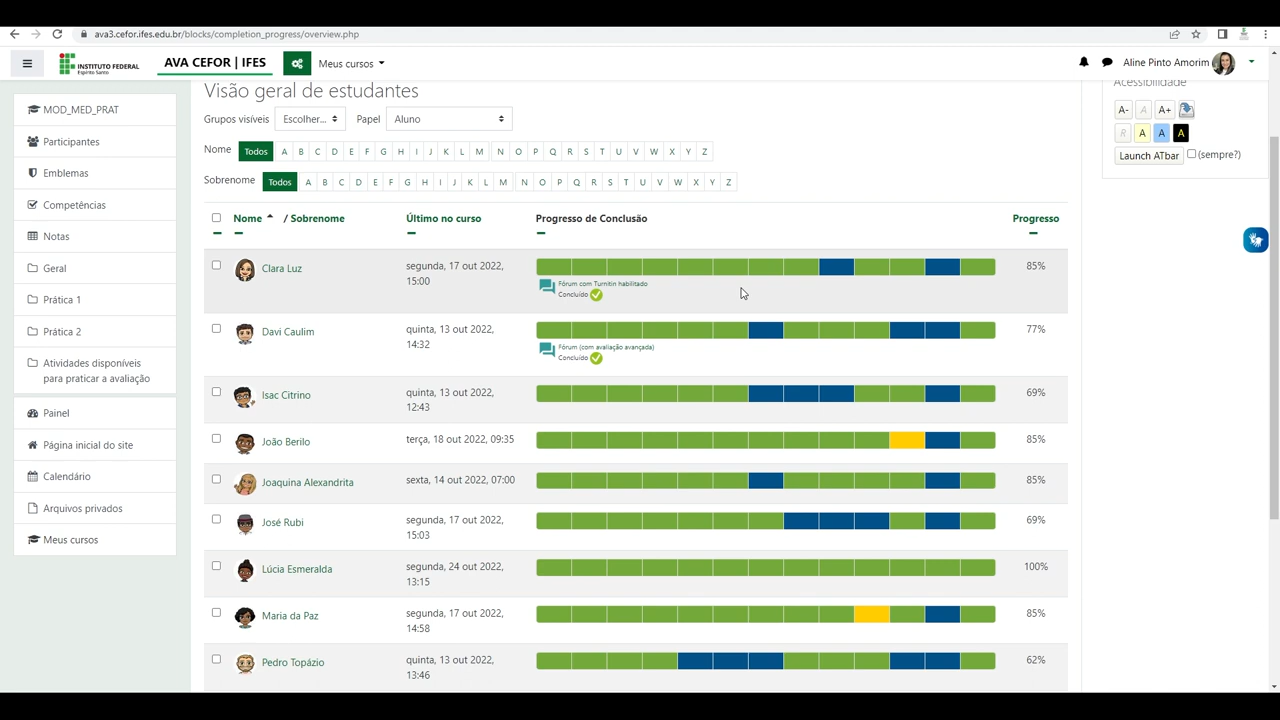 ava3.cefor.ifes.edu.br/blocks/completion_progress/overview.php
INSTITUTO FEDERAL
Espírito Santo
AVA CEFOR | IFES
Meus cursos
Aline Pinto Amorim
MOD_MED_PRAT
Participantes
Emblemas
Competências
Notas
Geral
Prática 1
Prática 2
Atividades disponíveis
para praticar a avaliação
Painel
Página inicial do site
Calendário
Arquivos privados
Meus cursos
Visão geral de estudantes
Grupos visíveis Escolher... Papel Aluno
Nome Todos A B C D E F G H I J K L M N O P Q R S T U V W X Y Z
Sobrenome Todos A B C D E F G H I J K L M N O P Q R S T U V W X Y Z
Nome / Sobrenome Último no curso Progresso de Conclusão Progresso
Clara Luz segunda, 17 out 2022, 85%
15:00
Fórum com Turnitin habilitado
Concluído
Davi Caulim quinta, 13 out 2022, 77%
14:32
Fórum (com avaliação avançada)
Concluído
Isac Citrino quinta, 13 out 2022, 69%
12:43
João Berilo terça, 18 out 2022, 09:35 85%
Joaquina Alexandrita sexta, 14 out 2022, 07:00 85%
José Rubi segunda, 17 out 2022, 69%
15:03
Lúcia Esmeralda segunda, 24 out 2022, 100%
13:15
Maria da Paz segunda, 17 out 2022, 85%
14:58
Pedro Topázio quinta, 13 out 2022, 62%
13:46
Acessibilidade
A- A A+
R A A A
Launch ATbar (sempre?)